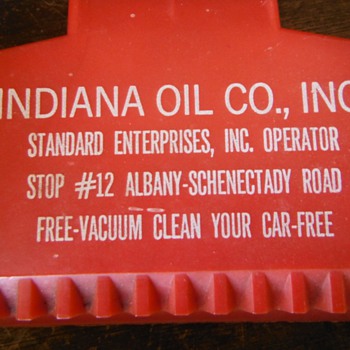 INDIANA OIL CO., INC
STANDARD ENTERPRISES, INC. OPERATOR
STOP #12 ALBANY-SCHENECTADY ROAD
FREE-VACUUM CLEAN YOUR CAR-FREE